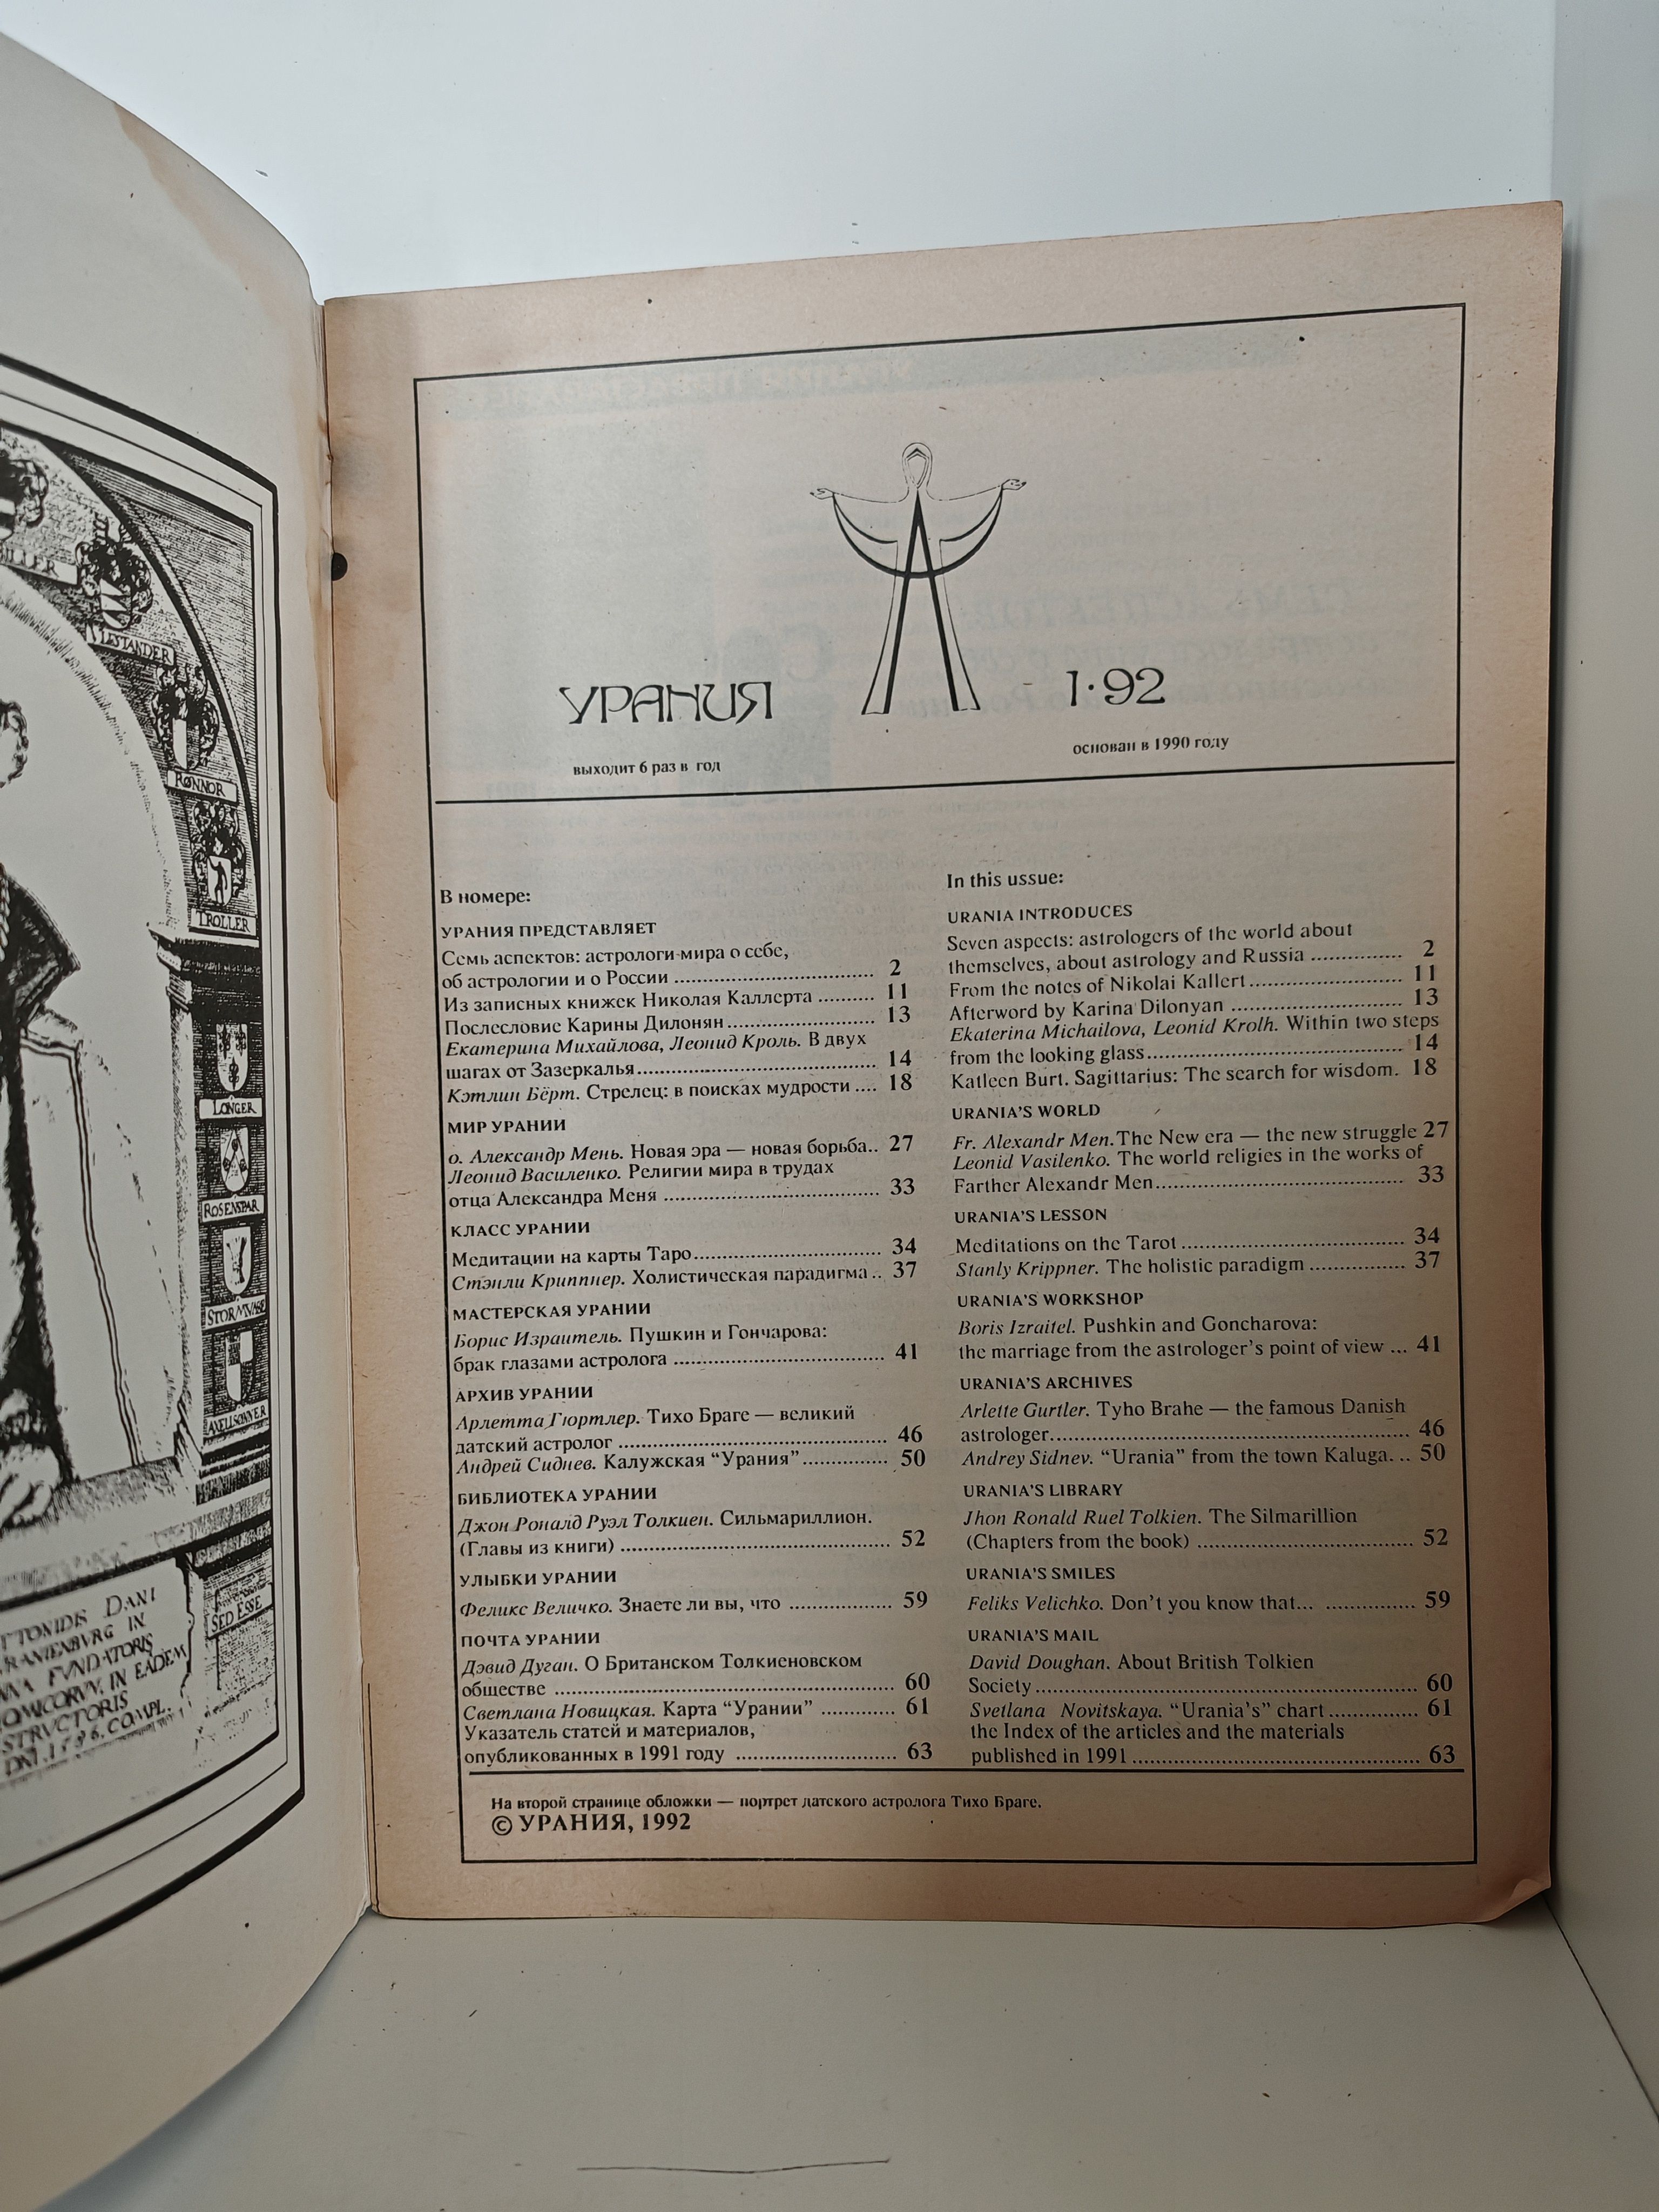 MESTANDER
RØNNOR
TROLLER
LONGER
ROSENSPAR
STORMVASE
AXELLSONNER
SED ESSE
DANI
IN
FVNDATORIS
IN EADEM
STRUCTORIS
COMPL.
УРАНИЯ
1·92
выходит 6 раз в год
основан в 1990 году
В номере:
УРАНИЯ ПРЕДСТАВЛЯЕТ
Семь аспектов: астрологи мира о себе,
об астрологии и о России ........................ 2
Из записных книжек Николая Каллерта .......... 11
Послесловие Карины Дилонян ........................ 13
Екатерина Михайлова, Леонид Кроль. В двух
шагах от Зазеркалья ........................ 14
Кэтлин Бёрт. Стрелец: в поисках мудрости .... 18
МИР УРАНИИ
о. Александр Мень. Новая эра — новая борьба.. 27
Леонид Василенко. Религии мира в трудах
отца Александра Меня ........................ 33
КЛАСС УРАНИИ
Медитации на карты Таро ........................ 34
Стэнли Криппнер. Холистическая парадигма .. 37
МАСТЕРСКАЯ УРАНИИ
Борис Израитель. Пушкин и Гончарова:
брак глазами астролога ........................ 41
АРХИВ УРАНИИ
Арлетта Гюртлер. Тихо Браге — великий
датский астролог ........................ 46
Андрей Сиднев. Калужская “Урания” .............. 50
БИБЛИОТЕКА УРАНИИ
Джон Роналд Руэл Толкиен. Сильмариллион.
(Главы из книги) ........................ 52
УЛЫБКИ УРАНИИ
Феликс Величко. Знаете ли вы, что ................ 59
ПОЧТА УРАНИИ
Дэвид Дуган. О Британском Толкиеновском
обществе ........................ 60
Светлана Новицкая. Карта “Урании” ............ 61
Указатель статей и материалов,
опубликованных в 1991 году ........................ 63
In this ussue:
URANIA INTRODUCES
Seven aspects: astrologers of the world about
themselves, about astrology and Russia .............. 2
From the notes of Nikolai Kallert ........................ 11
Afterword by Karina Dilonyan ........................ 13
Ekaterina Michailova, Leonid Krolh. Within two steps
from the looking glass ........................ 14
Katleen Burt. Sagittarius: The search for wisdom. 18
URANIA’S WORLD
Fr. Alexandr Men. The New era — the new struggle 27
Leonid Vasilenko. The world religies in the works of
Farther Alexandr Men ........................ 33
URANIA’S LESSON
Meditations on the Tarot ........................ 34
Stanly Krippner. The holistic paradigm ............... 37
URANIA’S WORKSHOP
Boris Izraitel. Pushkin and Goncharova:
the marriage from the astrologer’s point of view ... 41
URANIA’S ARCHIVES
Arlette Gurtler. Tyho Brahe — the famous Danish
astrologer ........................ 46
Andrey Sidnev. “Urania” from the town Kaluga. .. 50
URANIA’S LIBRARY
Jhon Ronald Ruel Tolkien. The Silmarillion
(Chapters from the book) ........................ 52
URANIA’S SMILES
Feliks Velichko. Don’t you know that... .............. 59
URANIA’S MAIL
David Doughan. About British Tolkien
Society ........................ 60
Svetlana Novitskaya. “Urania’s” chart ............... 61
the Index of the articles and the materials
published in 1991 ........................ 63
На второй странице обложки — портрет датского астролога Тихо Браге.
© УРАНИЯ, 1992